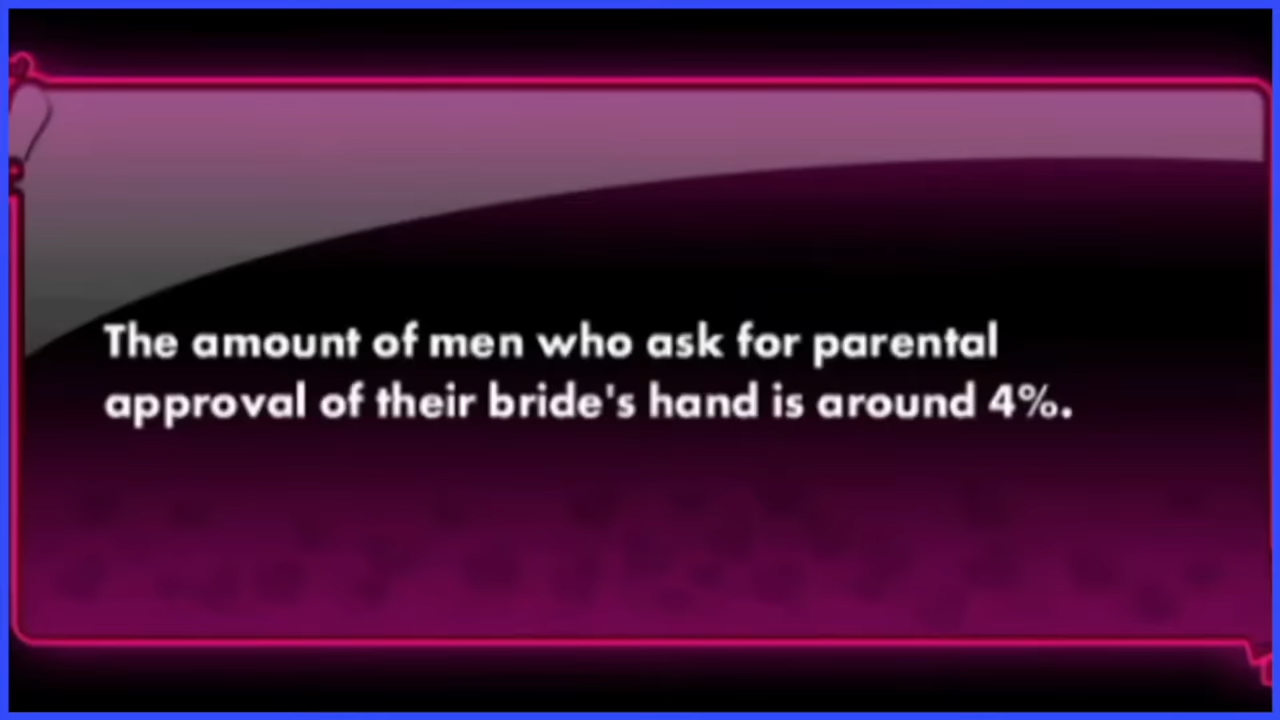 The amount of men who ask for parental
approval of their bride's hand is around 4%.